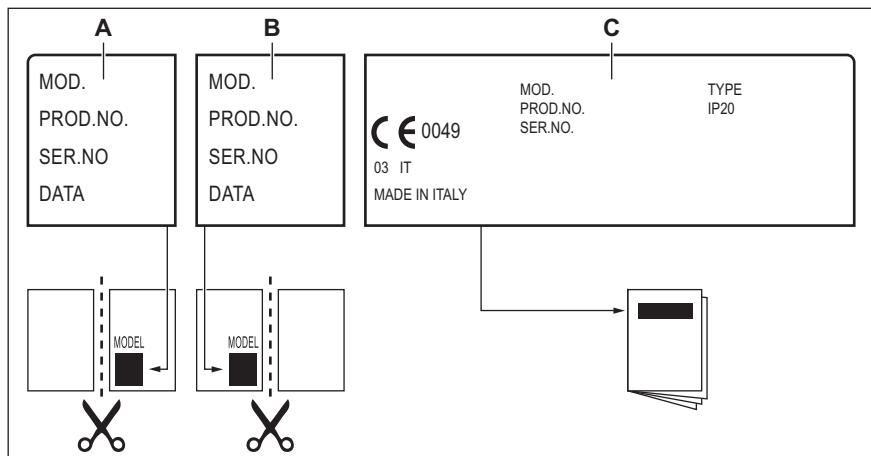 A
B
C
MOD.
PROD.NO.
SER.NO
DATA
MOD.
PROD.NO.
SER.NO
DATA
MOD.
PROD.NO.
SER.NO.
TYPE
IP20
CE 0049
03 IT
MADE IN ITALY
MODEL
MODEL